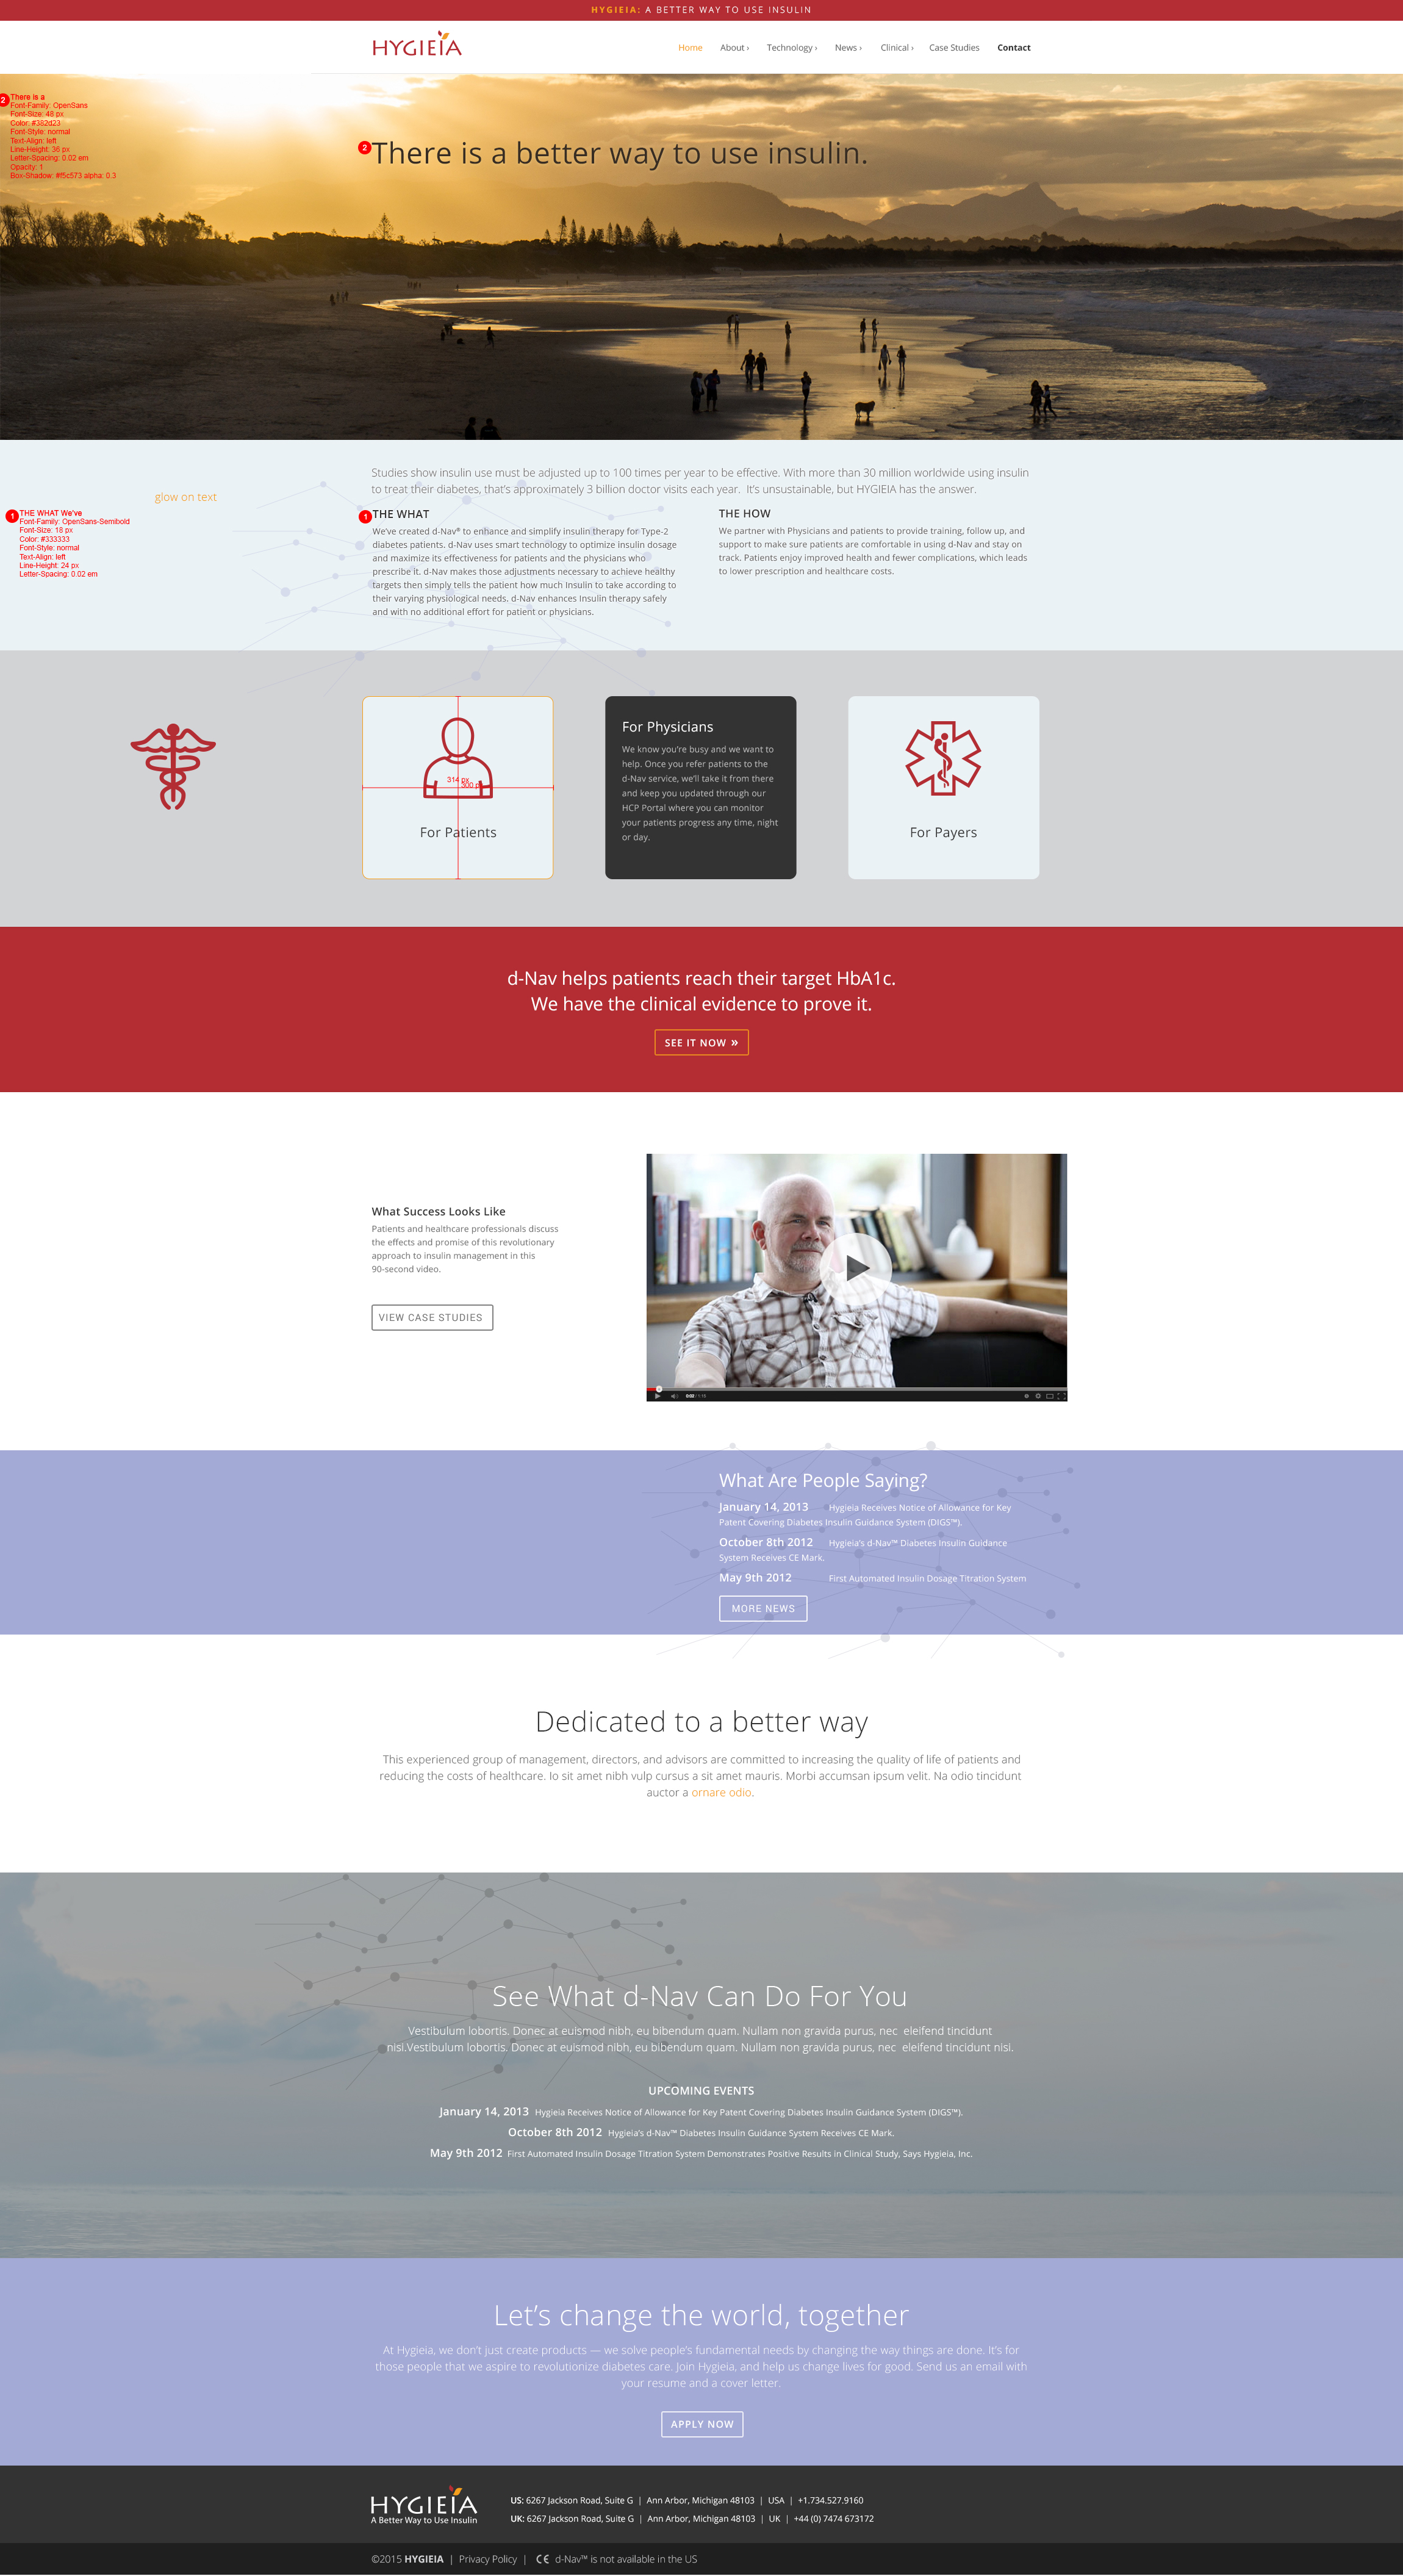 HYGIEIA: A BETTER WAY TO USE INSULIN
HYGIEIA
Home About › Technology › News › Clinical › Case Studies Contact
2 There is a
Font-Family: OpenSans
Font-Size: 48 px
Color: #382d23
Font-Style: normal
Text-Align: left
Line-Height: 36 px
Letter-Spacing: 0.02 em
Opacity: 1
Box-Shadow: #f5c573 alpha: 0.3
2 There is a better way to use insulin.
Studies show insulin use must be adjusted up to 100 times per year to be effective. With more than 30 million worldwide using insulin
to treat their diabetes, that's approximately 3 billion doctor visits each year. It's unsustainable, but HYGIEIA has the answer.
glow on text
1 THE WHAT We've
Font-Family: OpenSans-Semibold
Font-Size: 18 px
Color: #333333
Font-Style: normal
Text-Align: left
Line-Height: 24 px
Letter-Spacing: 0.02 em
1 THE WHAT
We've created d-Nav® to enhance and simplify insulin therapy for Type-2
diabetes patients. d-Nav uses smart technology to optimize insulin dosage
and maximize its effectiveness for patients and the physicians who
prescribe it. d-Nav makes those adjustments necessary to achieve healthy
targets then simply tells the patient how much Insulin to take according to
their varying physiological needs. d-Nav enhances Insulin therapy safely
and with no additional effort for patient or physicians.
THE HOW
We partner with Physicians and patients to provide training, follow up, and
support to make sure patients are comfortable in using d-Nav and stay on
track. Patients enjoy improved health and fewer complications, which leads
to lower prescription and healthcare costs.
314 px
300 px
For Patients
For Physicians
We know you're busy and we want to
help. Once you refer patients to the
d-Nav service, we'll take it from there
and keep you updated through our
HCP Portal where you can monitor
your patients progress any time, night
or day.
For Payers
d-Nav helps patients reach their target HbA1c.
We have the clinical evidence to prove it.
SEE IT NOW »
What Success Looks Like
Patients and healthcare professionals discuss
the effects and promise of this revolutionary
approach to insulin management in this
90-second video.
VIEW CASE STUDIES
0:03 / 1:15
What Are People Saying?
January 14, 2013 Hygieia Receives Notice of Allowance for Key
Patent Covering Diabetes Insulin Guidance System (DIGS™).
October 8th 2012 Hygieia's d-Nav™ Diabetes Insulin Guidance
System Receives CE Mark.
May 9th 2012 First Automated Insulin Dosage Titration System
MORE NEWS
Dedicated to a better way
This experienced group of management, directors, and advisors are committed to increasing the quality of life of patients and
reducing the costs of healthcare. Io sit amet nibh vulp cursus a sit amet mauris. Morbi accumsan ipsum velit. Na odio tincidunt
auctor a ornare odio.
See What d-Nav Can Do For You
Vestibulum lobortis. Donec at euismod nibh, eu bibendum quam. Nullam non gravida purus, nec eleifend tincidunt
nisi.Vestibulum lobortis. Donec at euismod nibh, eu bibendum quam. Nullam non gravida purus, nec eleifend tincidunt nisi.
UPCOMING EVENTS
January 14, 2013 Hygieia Receives Notice of Allowance for Key Patent Covering Diabetes Insulin Guidance System (DIGS™).
October 8th 2012 Hygieia's d-Nav™ Diabetes Insulin Guidance System Receives CE Mark.
May 9th 2012 First Automated Insulin Dosage Titration System Demonstrates Positive Results in Clinical Study, Says Hygieia, Inc.
Let's change the world, together
At Hygieia, we don't just create products — we solve people's fundamental needs by changing the way things are done. It's for
those people that we aspire to revolutionize diabetes care. Join Hygieia, and help us change lives for good. Send us an email with
your resume and a cover letter.
APPLY NOW
HYGIEIA
A Better Way to Use Insulin
US: 6267 Jackson Road, Suite G | Ann Arbor, Michigan 48103 | USA | +1.734.527.9160
UK: 6267 Jackson Road, Suite G | Ann Arbor, Michigan 48103 | UK | +44 (0) 7474 673172
©2015 HYGIEIA | Privacy Policy | CE d-Nav™ is not available in the US